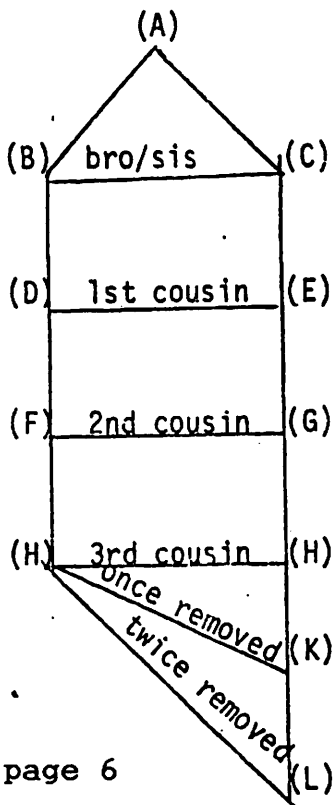 (A)
(B) bro/sis (C)
(D) 1st cousin (E)
(F) 2nd cousin (G)
(H) 3rd cousin (H)
once removed (K)
twice removed
page 6 (L)